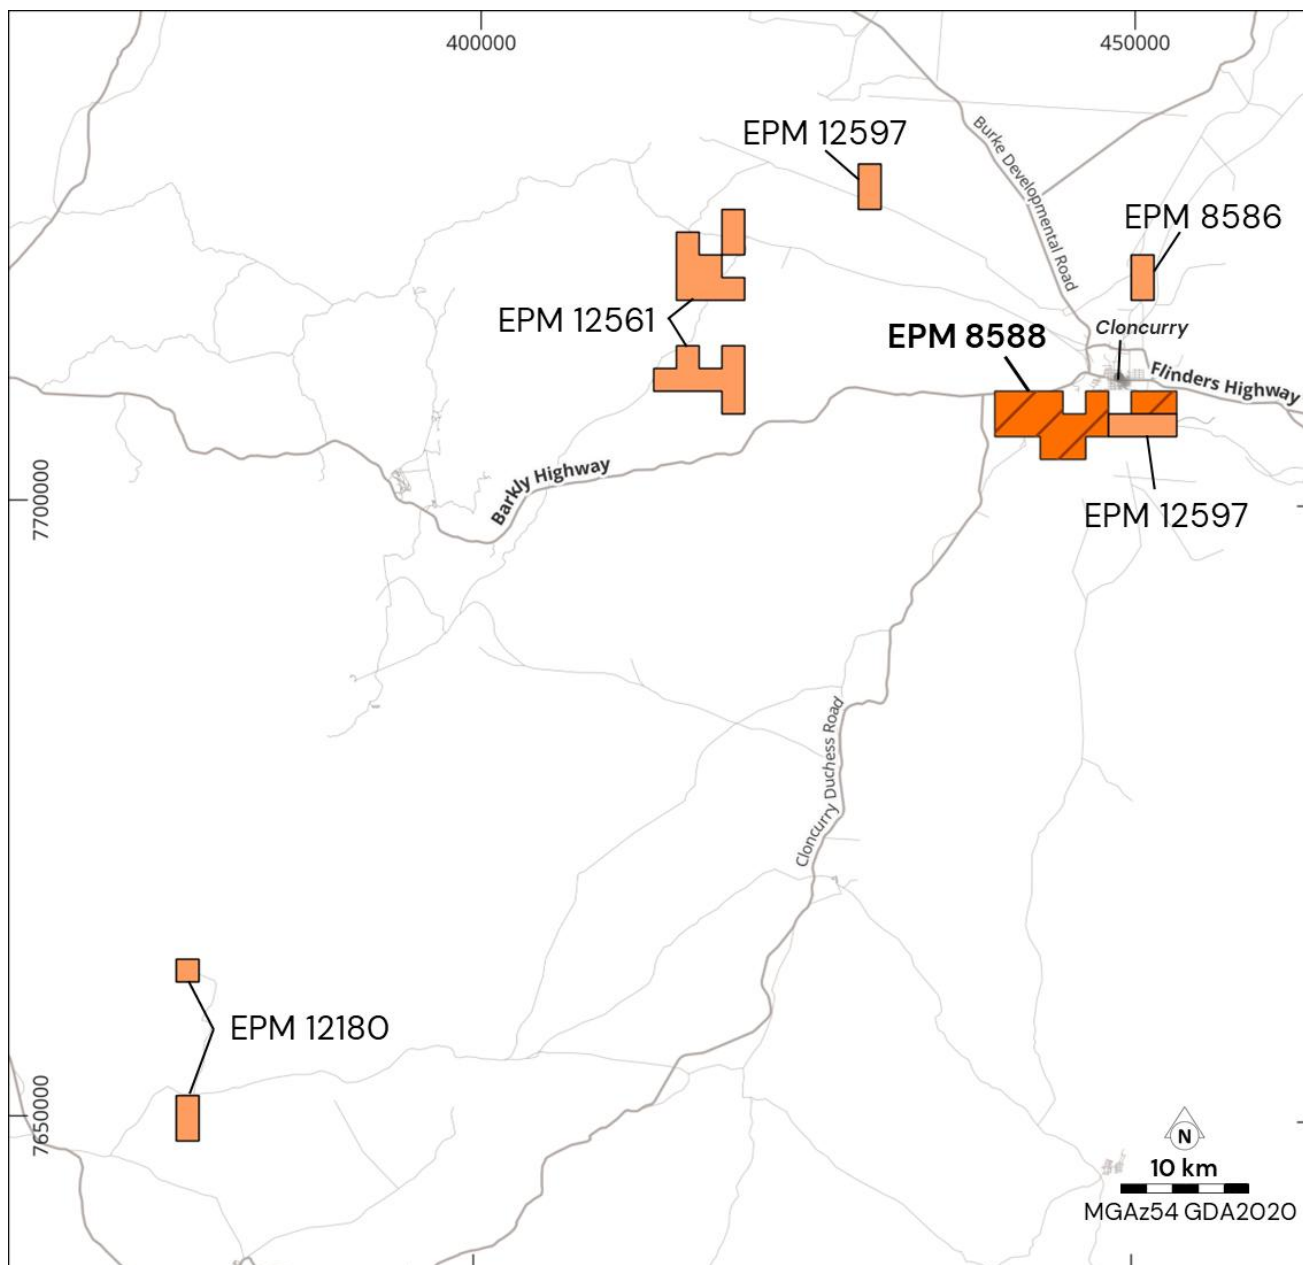 400000
450000
EPM 12597
Burke Developmental Road
EPM 8586
EPM 12561
EPM 8588
Cloncurry
Flinders Highway
7700000
Barkly Highway
EPM 12597
Cloncurry Duchess Road
EPM 12180
7650000
N
10 km
MGAz54 GDA2020